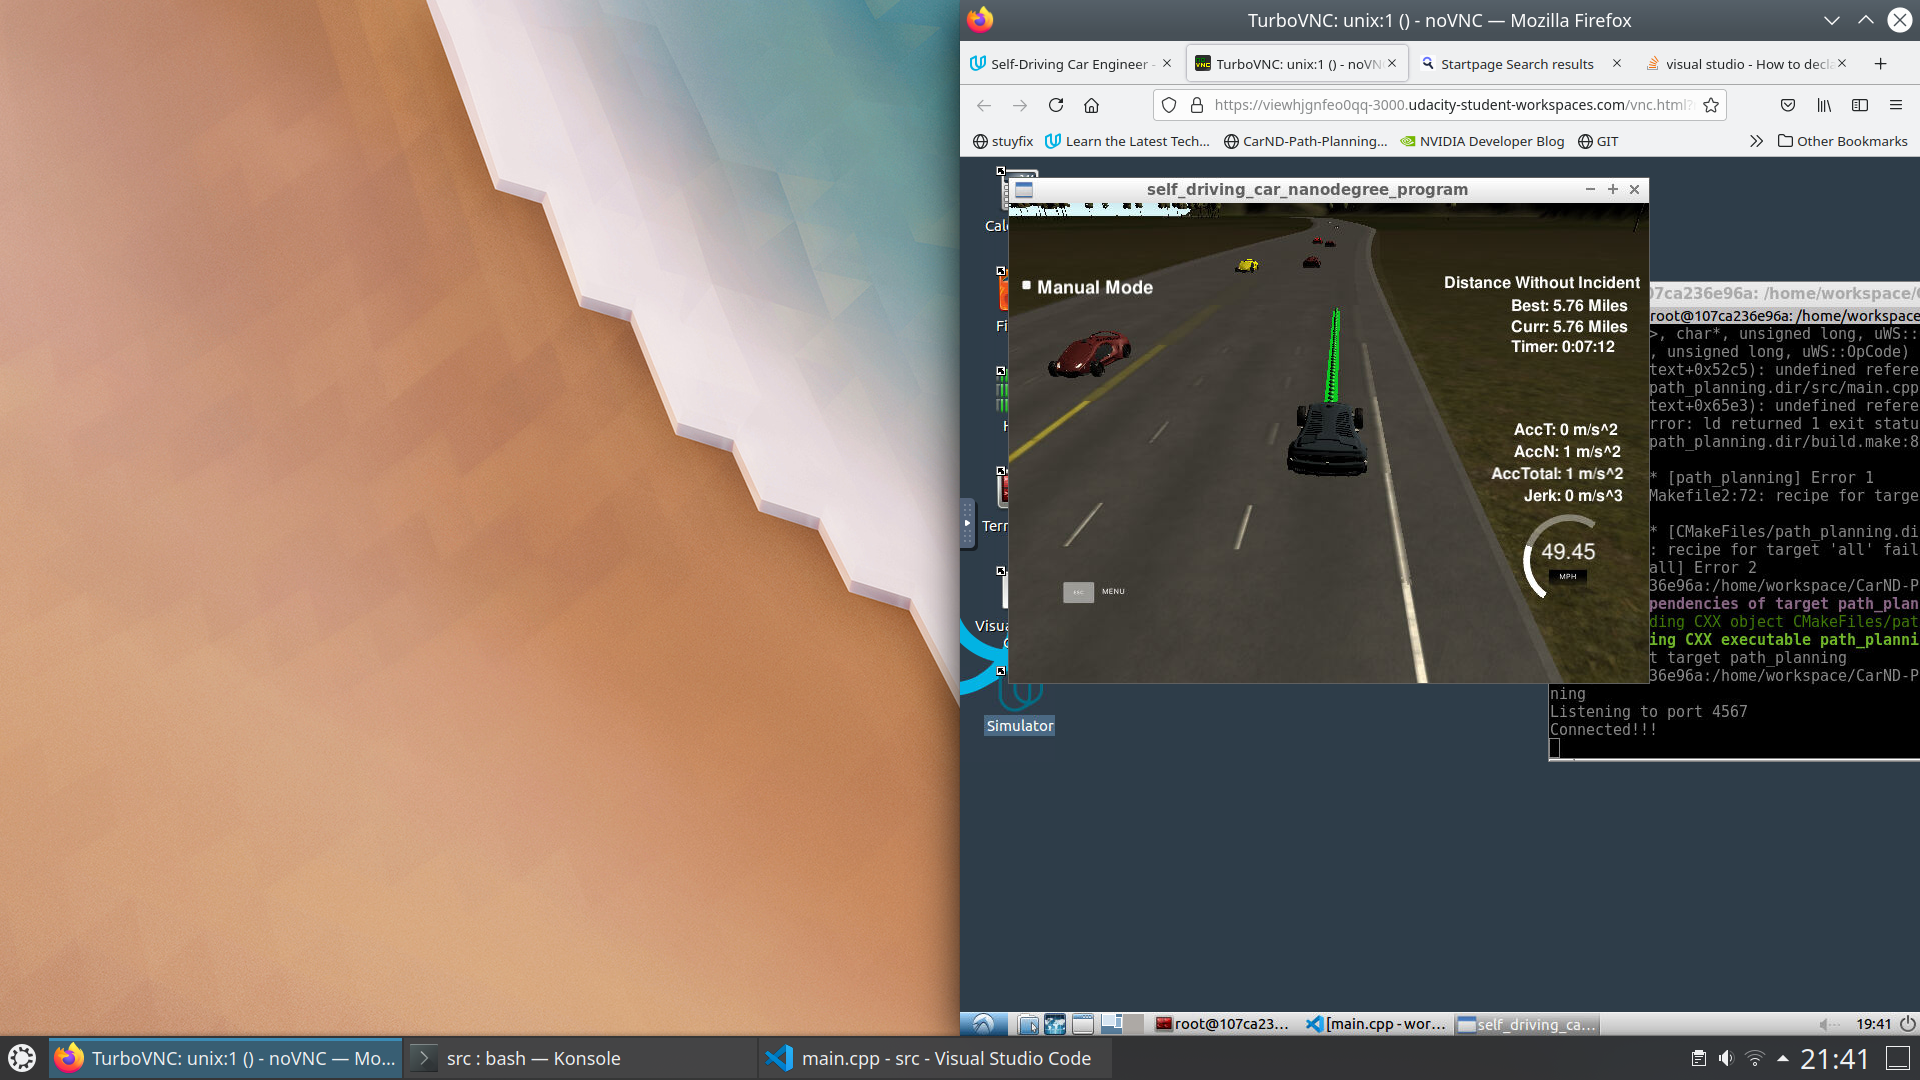 TurboVNC: unix:1 () - noVNC — Mozilla Firefox
Self-Driving Car Engineer -
TurboVNC: unix:1 () - noVN
Startpage Search results
visual studio - How to decla
https://viewhjgnfeo0qq-3000.udacity-student-workspaces.com/vnc.html?
stuyfix
Learn the Latest Tech...
CarND-Path-Planning...
NVIDIA Developer Blog
GIT
Other Bookmarks
self_driving_car_nanodegree_program
Manual Mode
Distance Without Incident
Best: 5.76 Miles
Curr: 5.76 Miles
Timer: 0:07:12
AccT: 0 m/s^2
AccN: 1 m/s^2
AccTotal: 1 m/s^2
Jerk: 0 m/s^3
49.45
MPH
ESC
MENU
Simulator
07ca236e96a: /home/workspace/
root@107ca236e96a: /home/workspace
>, char*, unsigned long, uWS::
, unsigned long, uWS::OpCode)
text+0x52c5): undefined refere
path_planning.dir/src/main.cpp
text+0x65e3): undefined refere
error: ld returned 1 exit statu
path_planning.dir/build.make:8
* [path_planning] Error 1
Makefile2:72: recipe for targe
* [CMakeFiles/path_planning.di
: recipe for target 'all' fail
all] Error 2
36e96a:/home/workspace/CarND-P
pendencies of target path_plan
ding CXX object CMakeFiles/pat
ing CXX executable path_planni
t target path_planning
36e96a:/home/workspace/CarND-P
ning
Listening to port 4567
Connected!!!
root@107ca23...
[main.cpp - wor...
self_driving_ca...
19:41
TurboVNC: unix:1 () - noVNC — Mo...
src : bash — Konsole
main.cpp - src - Visual Studio Code
21:41